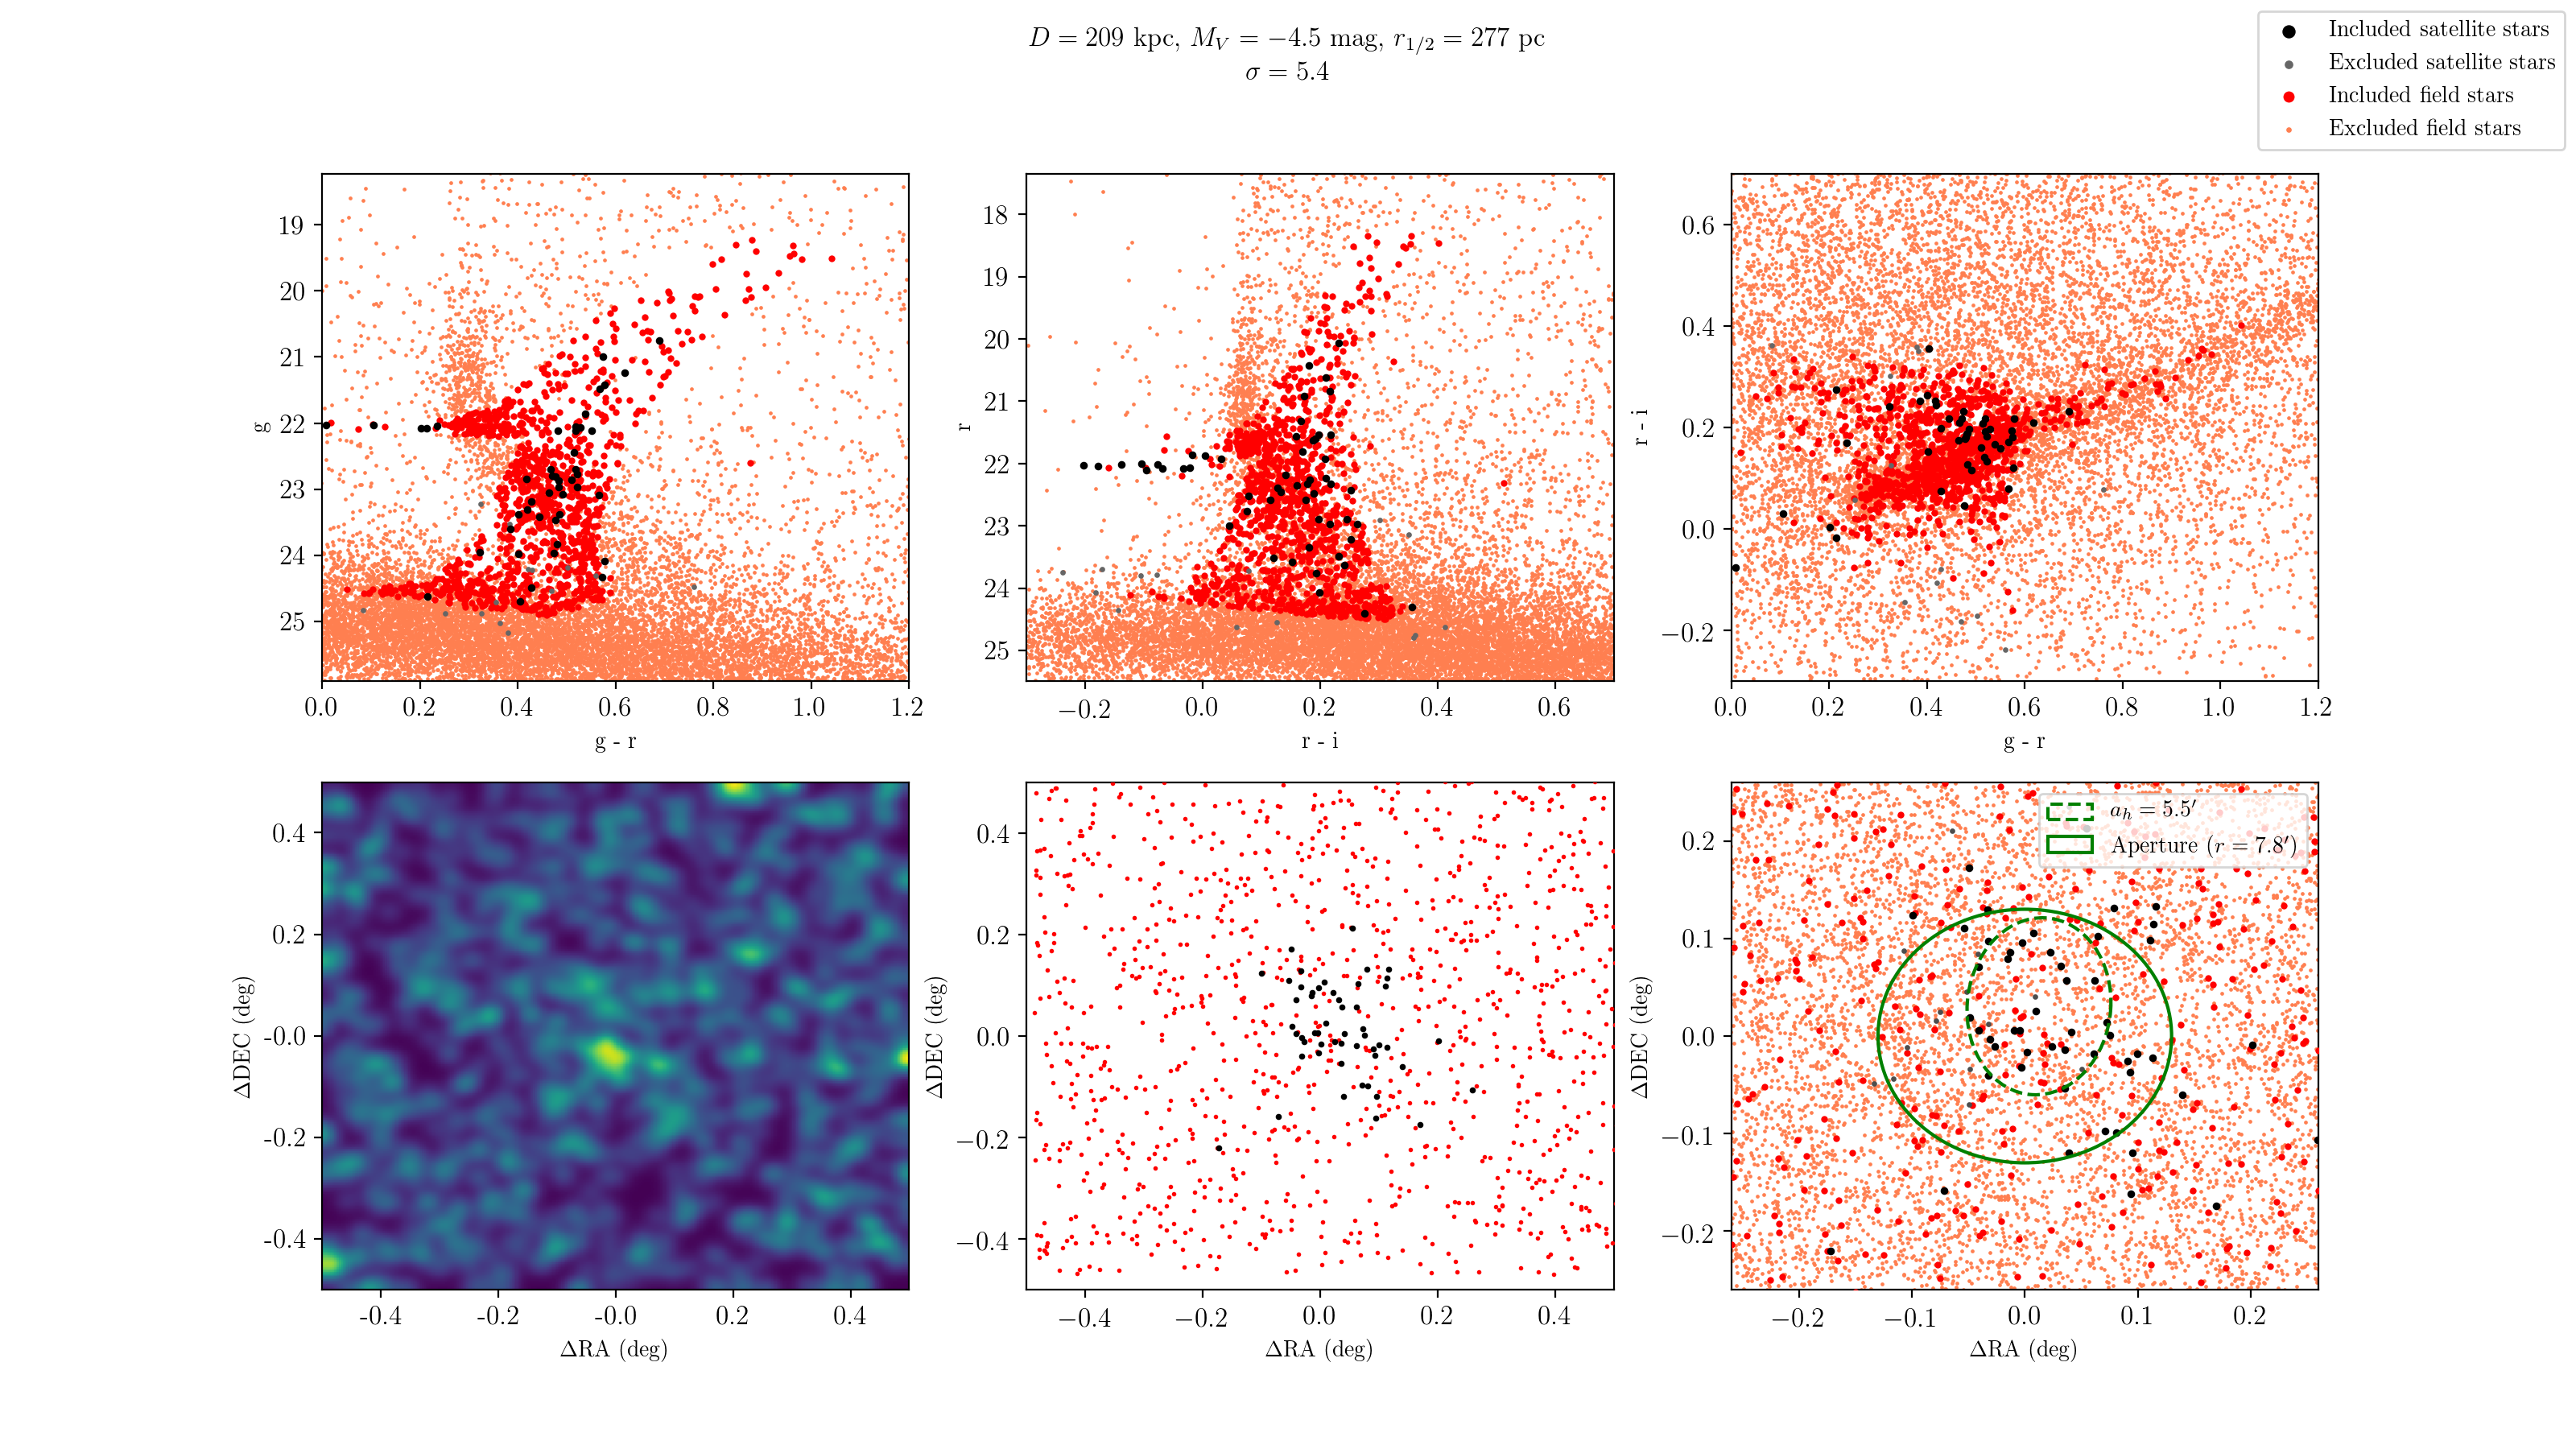 D = 209 kpc, M_V = −4.5 mag, r_{1/2} = 277 pc
σ = 5.4
Included satellite stars
Excluded satellite stars
Included field stars
Excluded field stars
19
20
21
22
23
24
25
g
0.0 0.2 0.4 0.6 0.8 1.0 1.2
g - r
18
19
20
21
22
23
24
25
r
−0.2 0.0 0.2 0.4 0.6
r - i
0.6
0.4
0.2
0.0
−0.2
r - i
0.0 0.2 0.4 0.6 0.8 1.0 1.2
g - r
0.4
0.2
-0.0
-0.2
-0.4
ΔDEC (deg)
-0.4 -0.2 -0.0 0.2 0.4
ΔRA (deg)
0.4
0.2
0.0
−0.2
−0.4
ΔDEC (deg)
−0.4 −0.2 0.0 0.2 0.4
ΔRA (deg)
a_h = 5.5′
Aperture (r = 7.8′)
0.2
0.1
0.0
−0.1
−0.2
ΔDEC (deg)
−0.2 −0.1 0.0 0.1 0.2
ΔRA (deg)